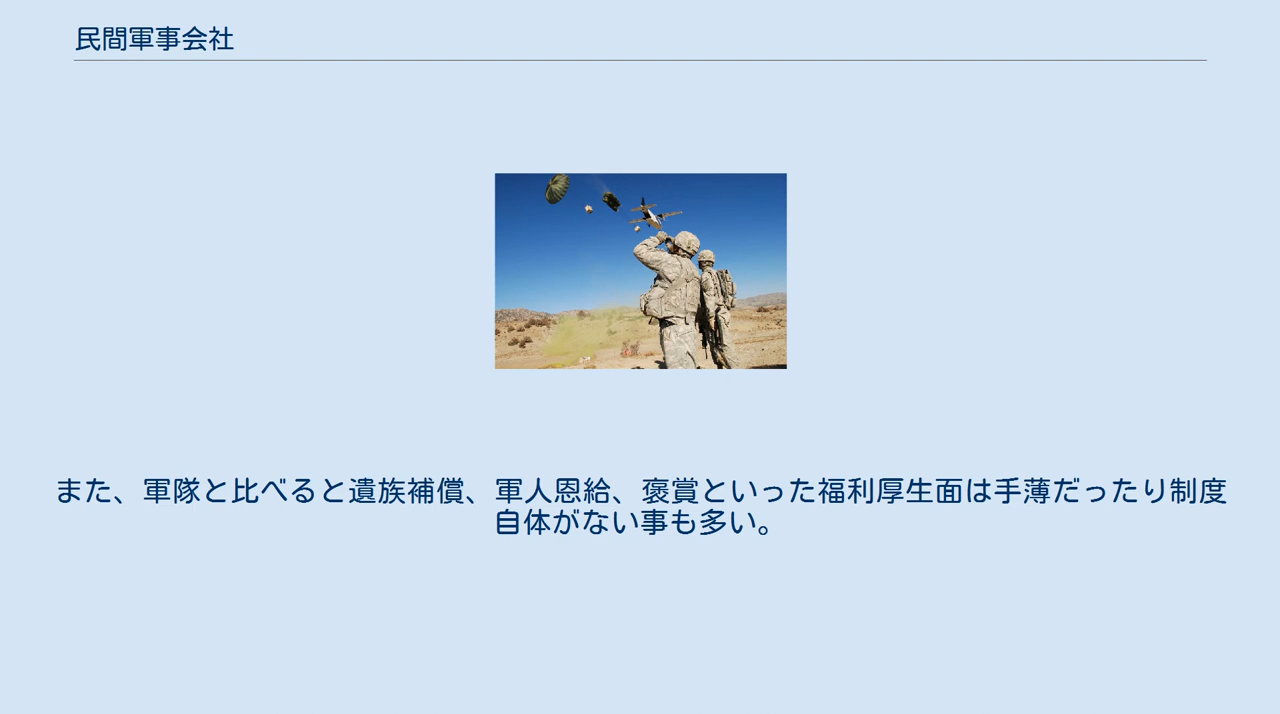 民間軍事会社
また、軍隊と比べると遺族補償、軍人恩給、褒賞といった福利厚生面は手薄だったり制度
自体がない事も多い。